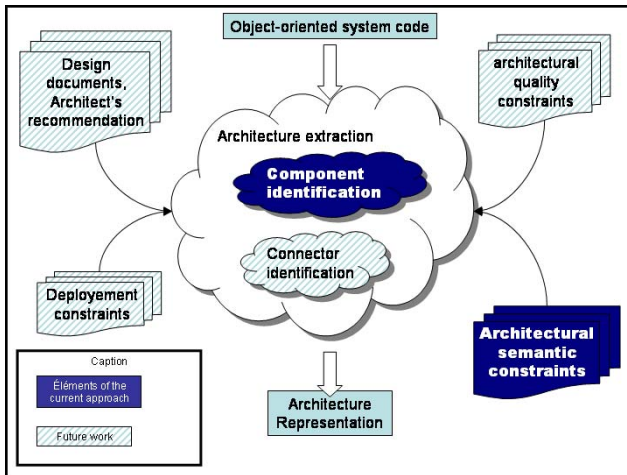 Object-oriented system code
Design
documents,
Architect's
recommendation
architectural
quality
constraints
Architecture extraction
Component
identification
Connector
identification
Deployement
constraints
Architectural
semantic
constraints
Caption
Éléments of the
current approach
Future work
Architecture
Representation